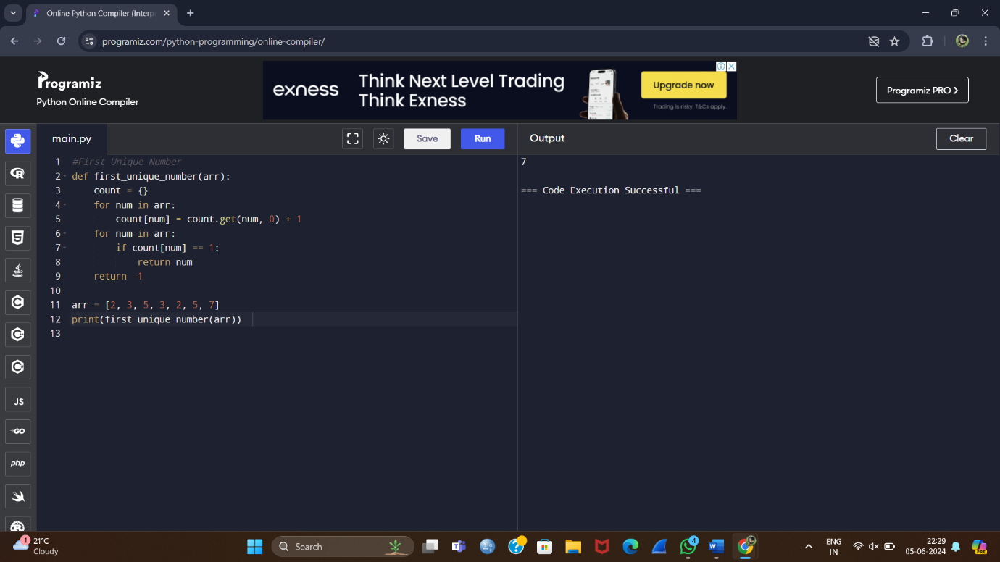 Online Python Compiler (Interp
programiz.com/python-programming/online-compiler/
Programiz
Python Online Compiler
exness
Think Next Level Trading
Think Exness
Upgrade now
Trading is risky. T&Cs apply.
Programiz PRO >
main.py
Save
Run
Output
Clear
1 #First Unique Number
2 def first_unique_number(arr):
3     count = {}
4     for num in arr:
5         count[num] = count.get(num, 0) + 1
6     for num in arr:
7         if count[num] == 1:
8             return num
9     return -1
10
11 arr = [2, 3, 5, 3, 2, 5, 7]
12 print(first_unique_number(arr))
13
7
=== Code Execution Successful ===
JS
GO
php
1
21°C
Cloudy
Search
4
ENG
IN
22:29
05-06-2024
PRE